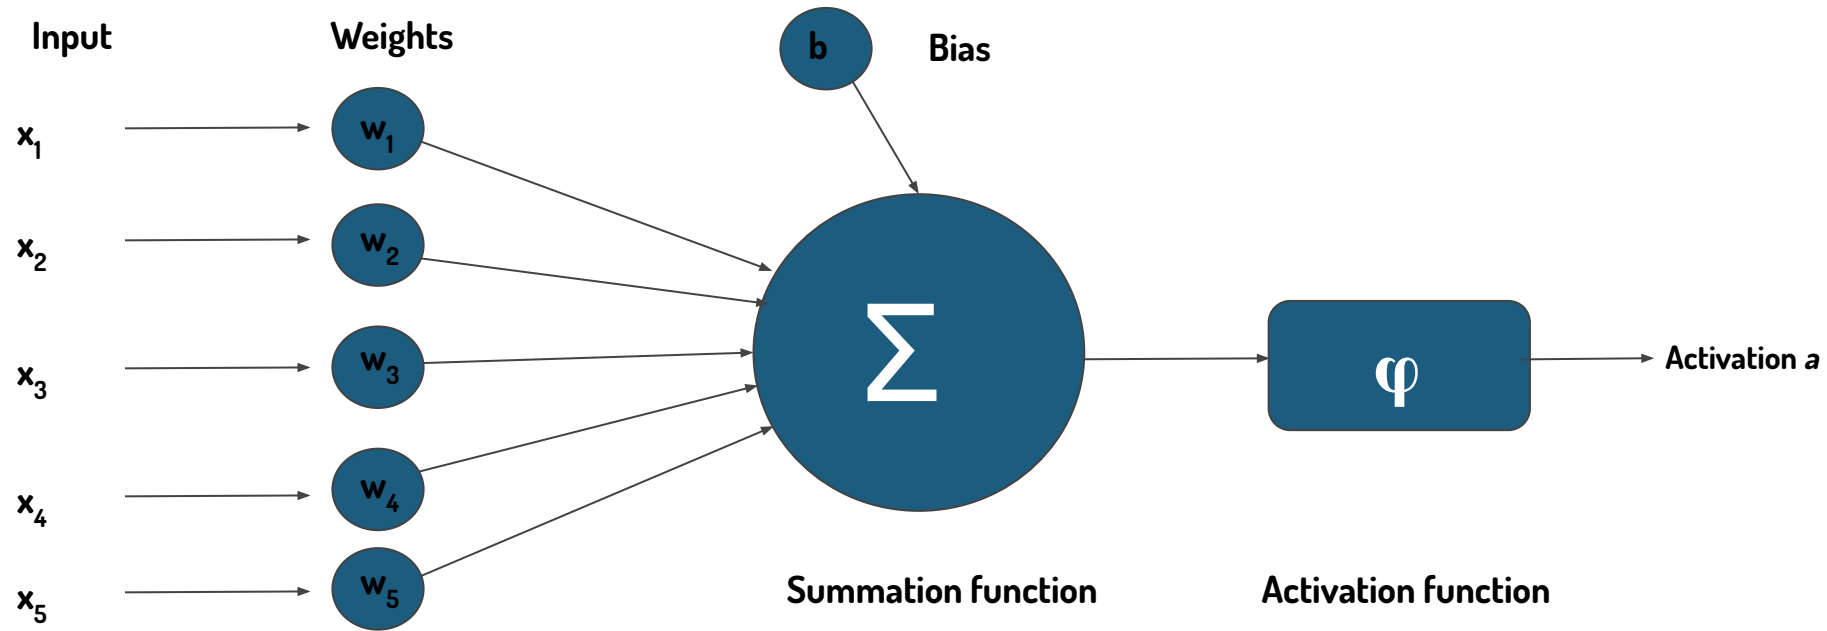 Input
Weights
b
Bias
x₁
w₁
x₂
w₂
x₃
w₃
x₄
w₄
x₅
w₅
Σ
φ
Activation a
Summation function
Activation function